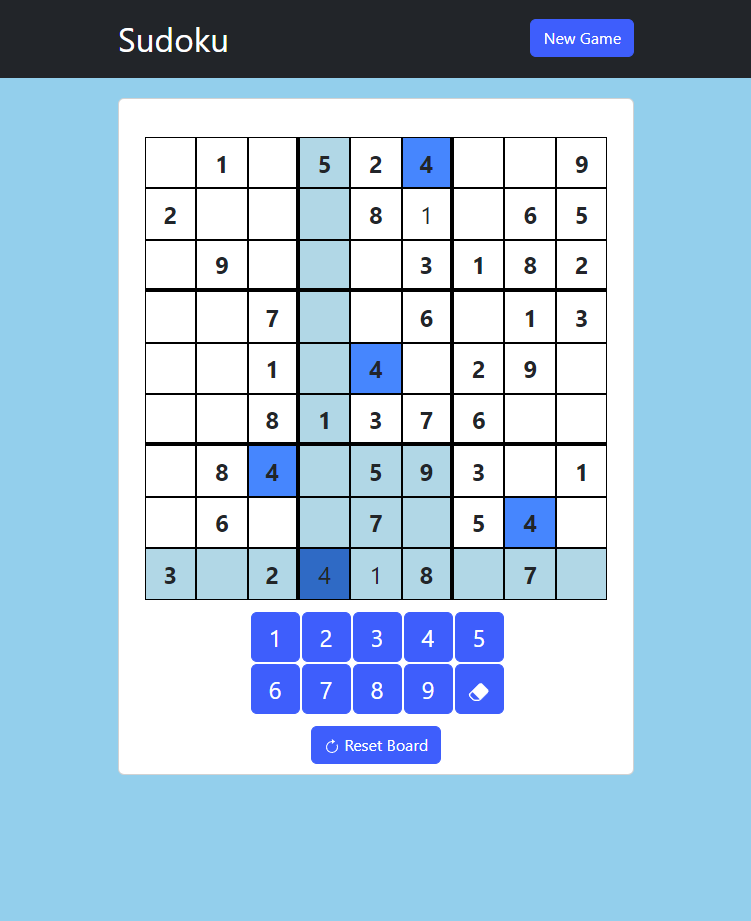 Sudoku New Game
1 5 2 4 9
2 8 1 6 5
9 3 1 8 2
7 6 1 3
1 4 2 9
8 1 3 7 6
8 4 5 9 3 1
6 7 5 4
3 2 4 1 8 7
1 2 3 4 5
6 7 8 9
Reset Board